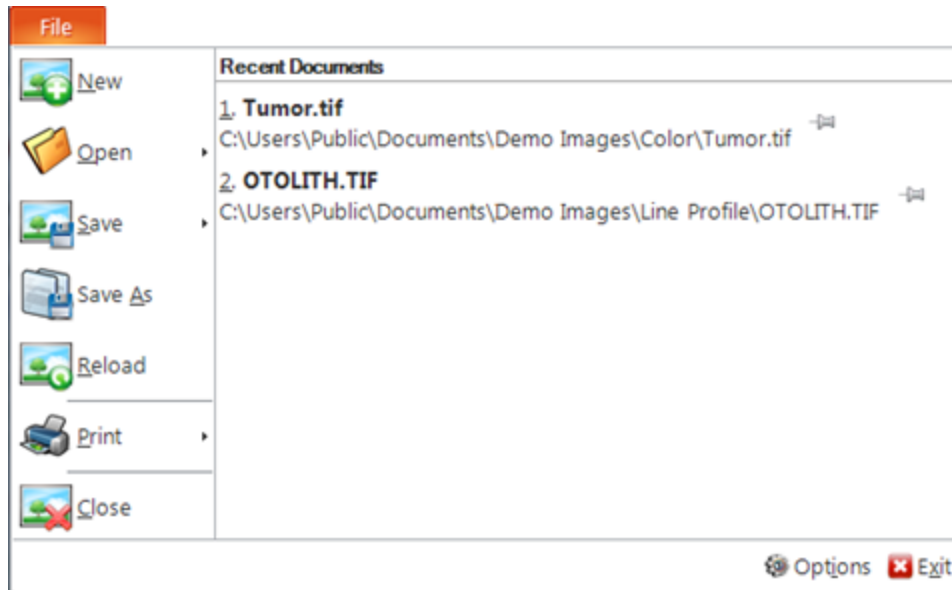 File
New
Open
Save
Save As
Reload
Print
Close
Recent Documents
1. Tumor.tif
C:\Users\Public\Documents\Demo Images\Color\Tumor.tif
2. OTOLITH.TIF
C:\Users\Public\Documents\Demo Images\Line Profile\OTOLITH.TIF
Options Exit